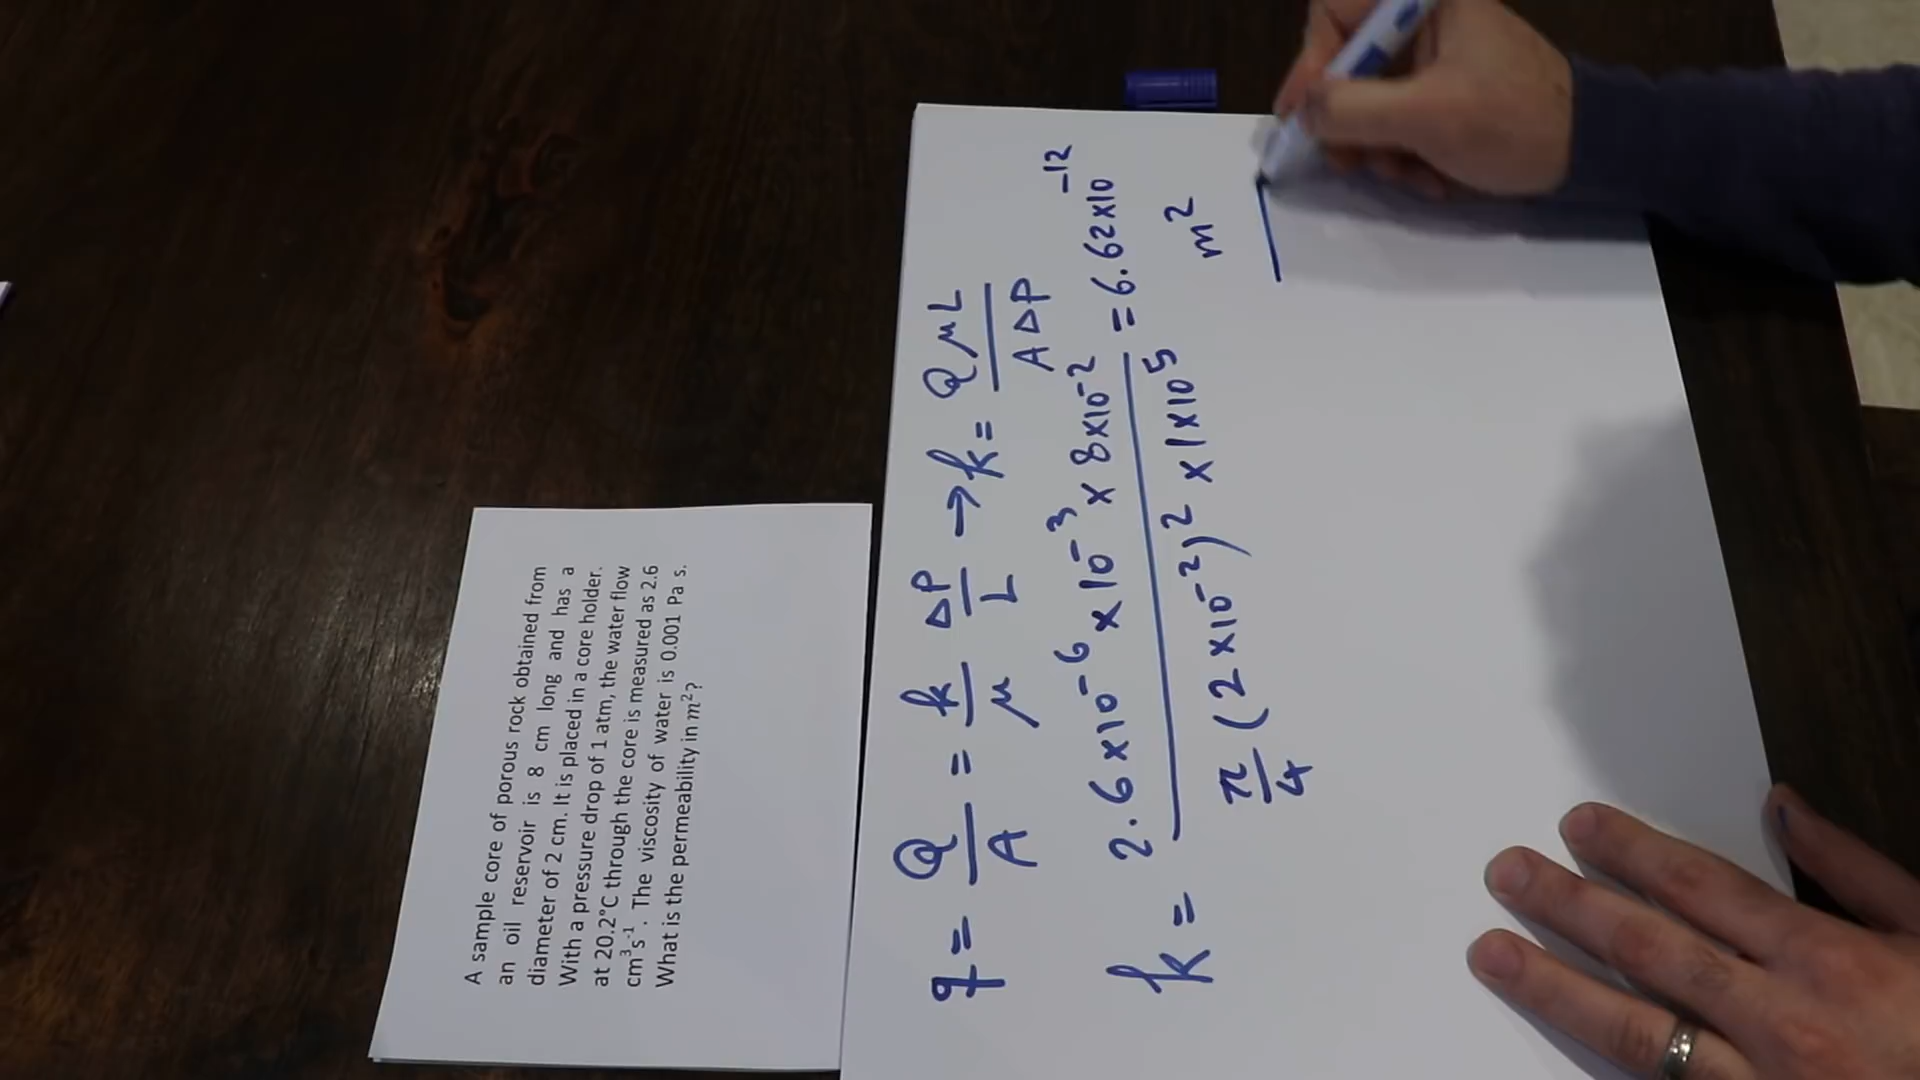 A sample core of porous rock obtained from
an oil reservoir is 8 cm long and has a
diameter of 2 cm. It is placed in a core holder.
With a pressure drop of 1 atm, the water flow
at 20.2°C through the core is measured as 2.6
cm³s⁻¹. The viscosity of water is 0.001 Pa s.
What is the permeability in m²?
q = Q/A = k/μ ΔP/L → k = QμL/AΔP
k = 2.6×10⁻⁶ × 10⁻³ × 8×10⁻² / π/4 (2×10⁻²)² × 1×10⁵ = 6.62×10⁻¹²
m²